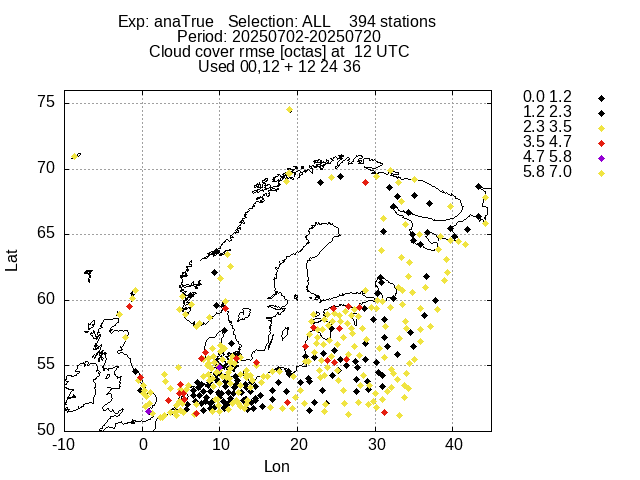 Exp: anaTrue   Selection: ALL    394 stations
Period: 20250702-20250720
Cloud cover rmse [octas] at  12 UTC
Used 00,12 + 12 24 36
0.0 1.2
1.2 2.3
2.3 3.5
3.5 4.7
4.7 5.8
5.8 7.0
75
70
65
60
55
50
Lat
-10 0 10 20 30 40
Lon